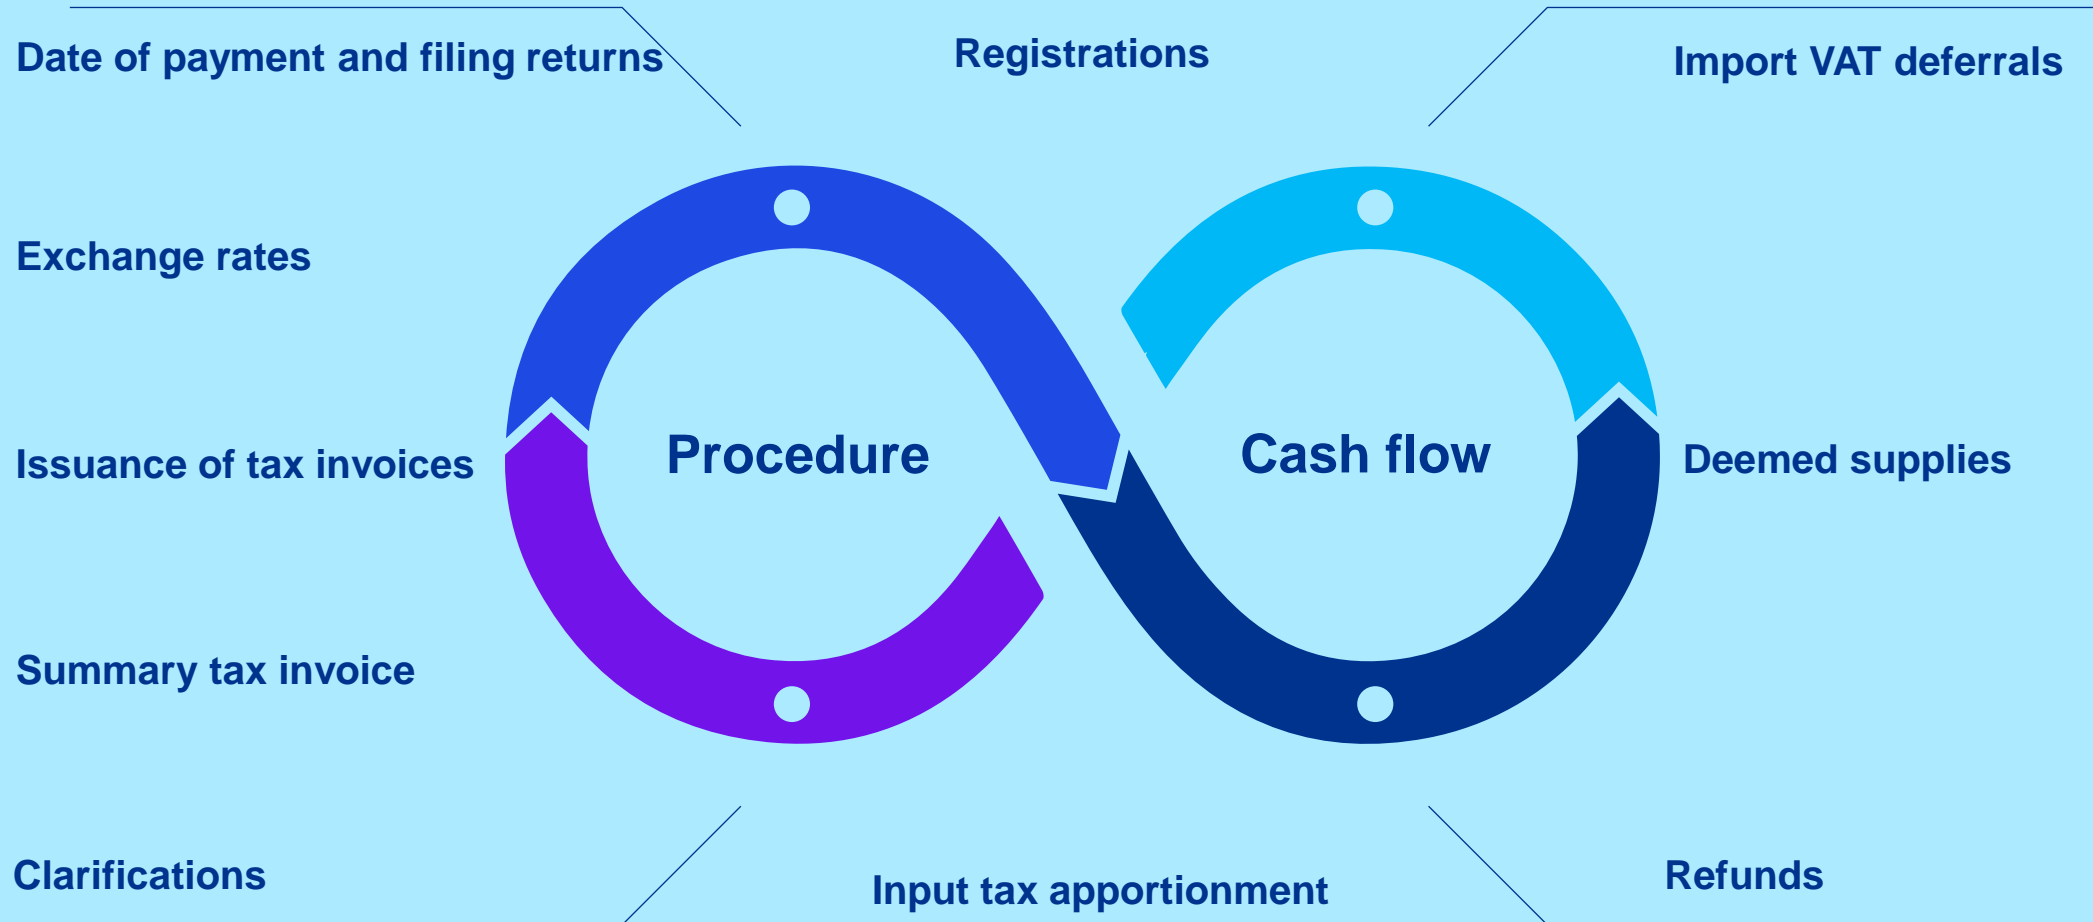 Date of payment and filing returns
Registrations
Import VAT deferrals
Exchange rates
Procedure
Cash flow
Issuance of tax invoices
Deemed supplies
Summary tax invoice
Clarifications
Input tax apportionment
Refunds